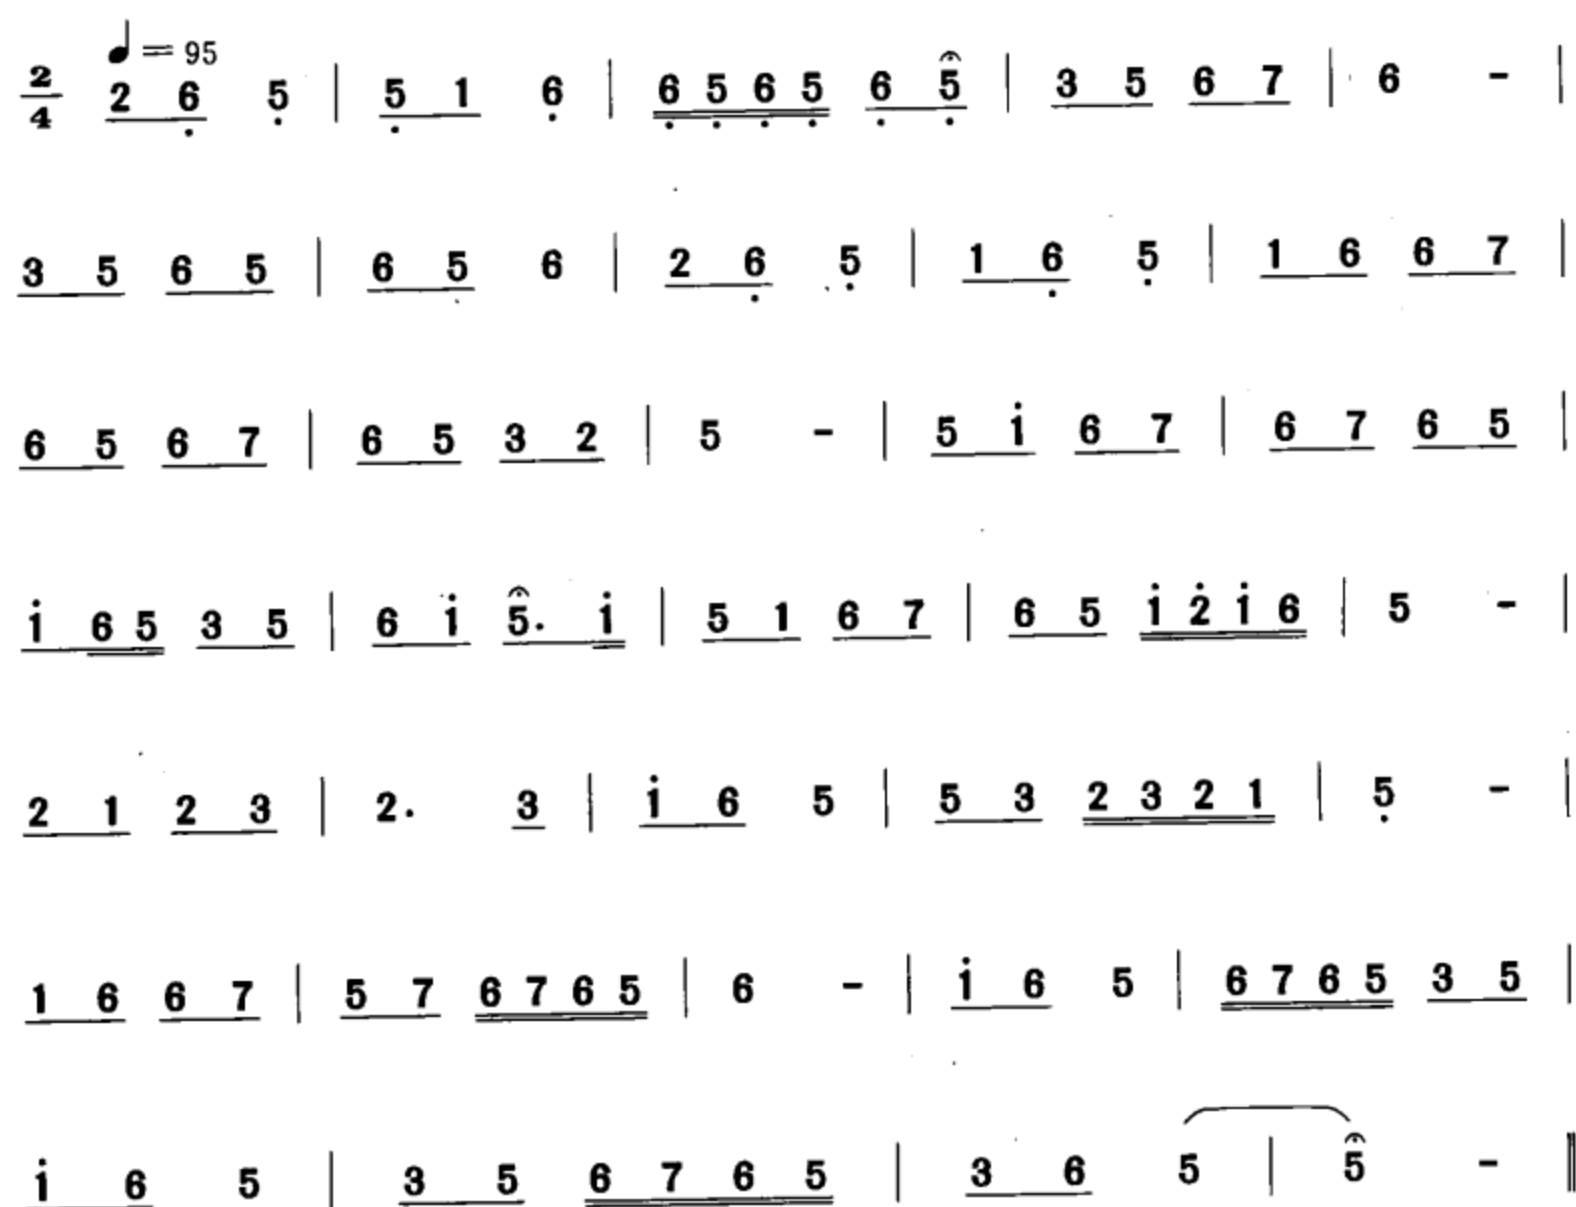 ♩= 95
2/4 2 6̣ 5̣ | 5̣ 1 6̣ | 6̣ 5̣ 6̣ 5̣ 6̣ 5̣ | 3 5 6 7 | 6 - |
3 5 6 5 | 6 5 6 | 2 6̣ 5̣ | 1 6̣ 5̣ | 1 6 6 7 |
6 5 6 7 | 6 5 3 2 | 5 - | 5 1̇ 6 7 | 6 7 6 5 |
1̇ 6 5 3 5 | 6 1̇ 5. 1̇ | 5 1 6 7 | 6 5 1̇ 2̇ 1̇ 6 | 5 - |
2 1 2 3 | 2. 3 | 1̇ 6 5 | 5 3 2 3 2 1 | 5̣ - |
1 6 6 7 | 5 7 6 7 6 5 | 6 - | 1̇ 6 5 | 6 7 6 5 3 5 |
1̇ 6 5 | 3 5 6 7 6 5 | 3 6 5 | 5 - ‖